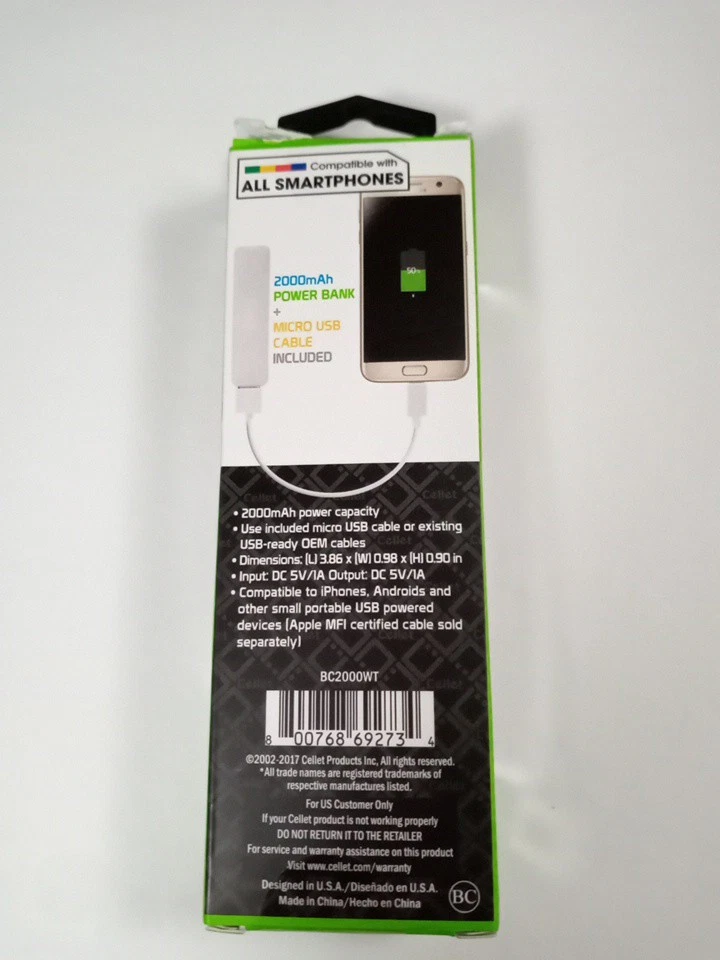 Compatible with
ALL SMARTPHONES
50%
2000mAh
POWER BANK
+
MICRO USB
CABLE
INCLUDED
• 2000mAh power capacity
• Use included micro USB cable or existing
USB-ready OEM cables
• Dimensions: (L) 3.86 x (W) 0.98 x (H) 0.90 in
• Input: DC 5V/1A Output: DC 5V/1A
• Compatible to iPhones, Androids and
other small portable USB powered
devices (Apple MFI certified cable sold
separately)
BC2000WT
8 00768 69273 4
©2002-2017 Cellet Products Inc, All rights reserved.
*All trade names are registered trademarks of
respective manufactures listed.
For US Customer Only
If your Cellet product is not working properly
DO NOT RETURN IT TO THE RETAILER
For service and warranty assistance on this product
Visit www.cellet.com/warranty
Designed in U.S.A./Diseñado en U.S.A.
Made in China/Hecho en China
BC